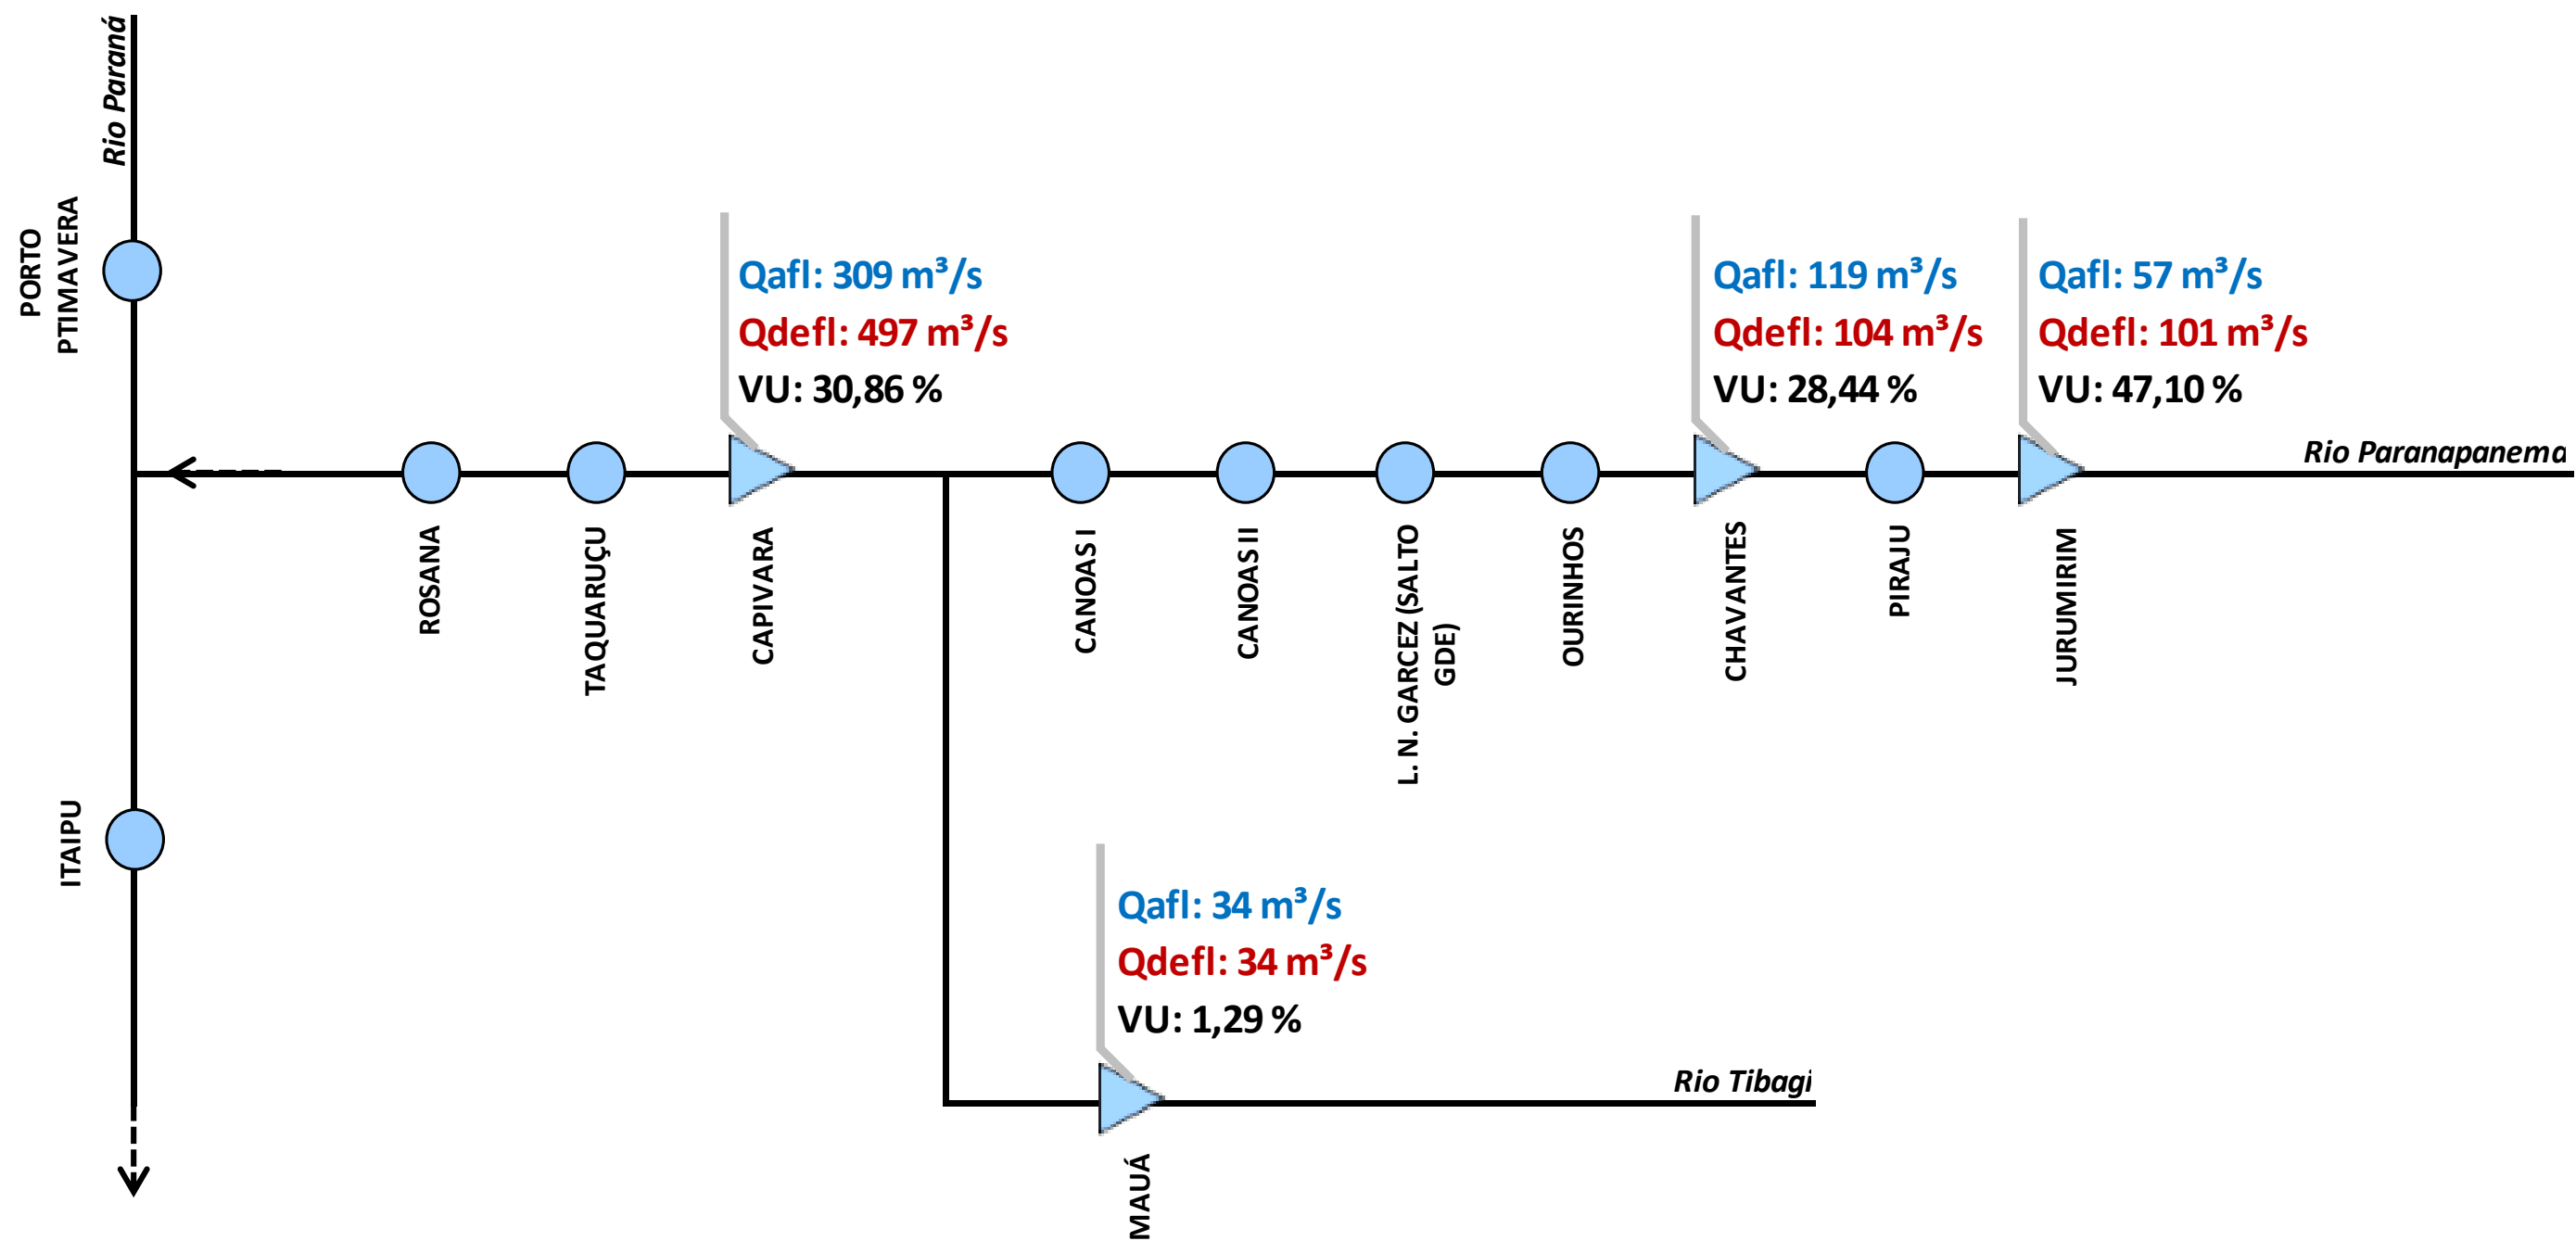 Rio Paraná
PORTO
PTIMAVERA
Qafl: 309 m³/s
Qdefl: 497 m³/s
VU: 30,86 %
Qafl: 119 m³/s
Qdefl: 104 m³/s
VU: 28,44 %
Qafl: 57 m³/s
Qdefl: 101 m³/s
VU: 47,10 %
Rio Paranapanema
ROSANA
TAQUARUÇU
CAPIVARA
CANOAS I
CANOAS II
L. N. GARCEZ (SALTO
GDE)
OURINHOS
CHAVANTES
PIRAJU
JURUMIRIM
ITAIPU
Qafl: 34 m³/s
Qdefl: 34 m³/s
VU: 1,29 %
Rio Tibagi
MAUÁ